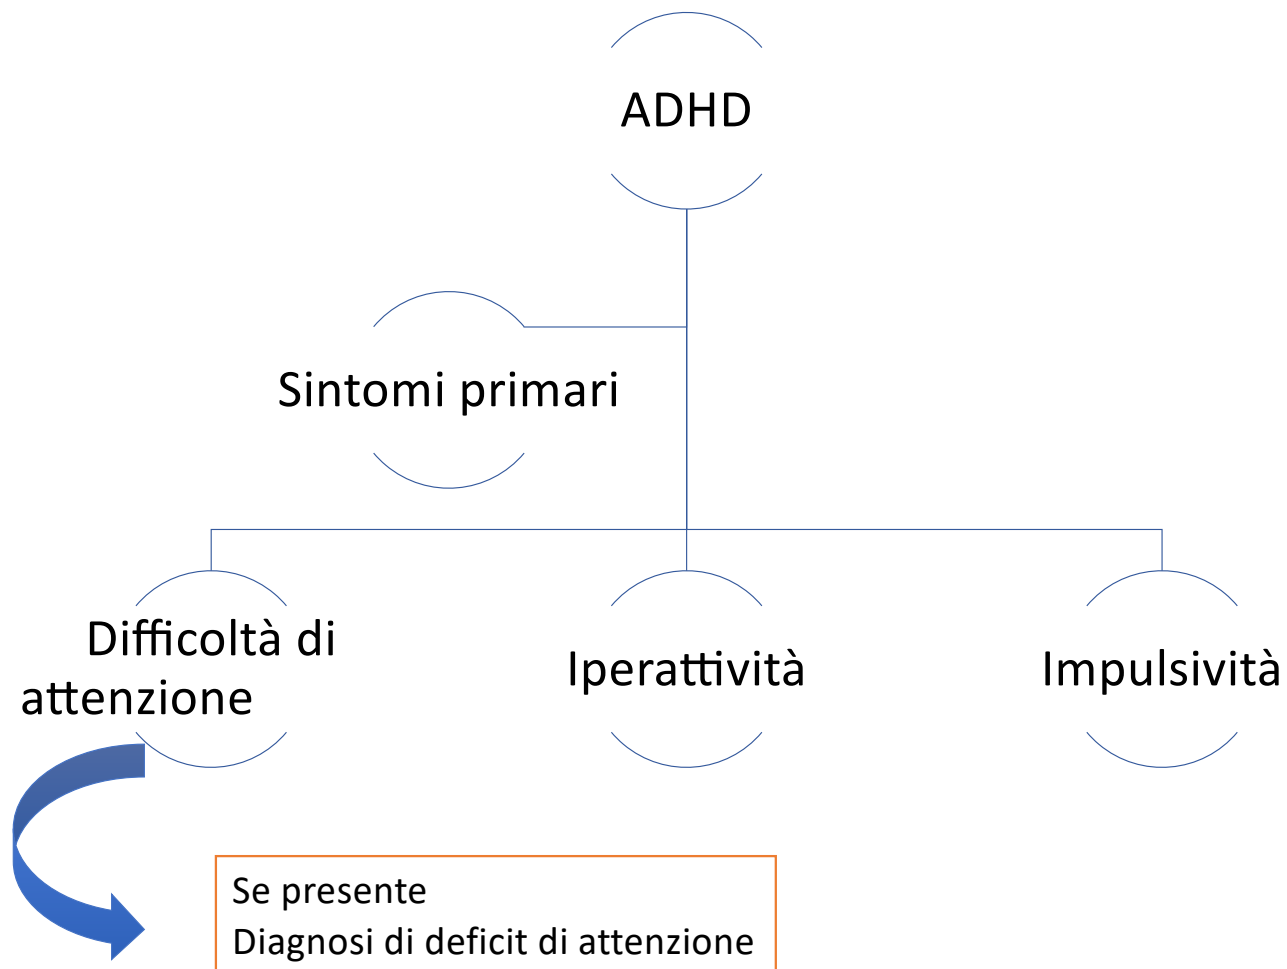 ADHD
Sintomi primari
Difficoltà di
attenzione
Iperattività
Impulsività
Se presente
Diagnosi di deficit di attenzione